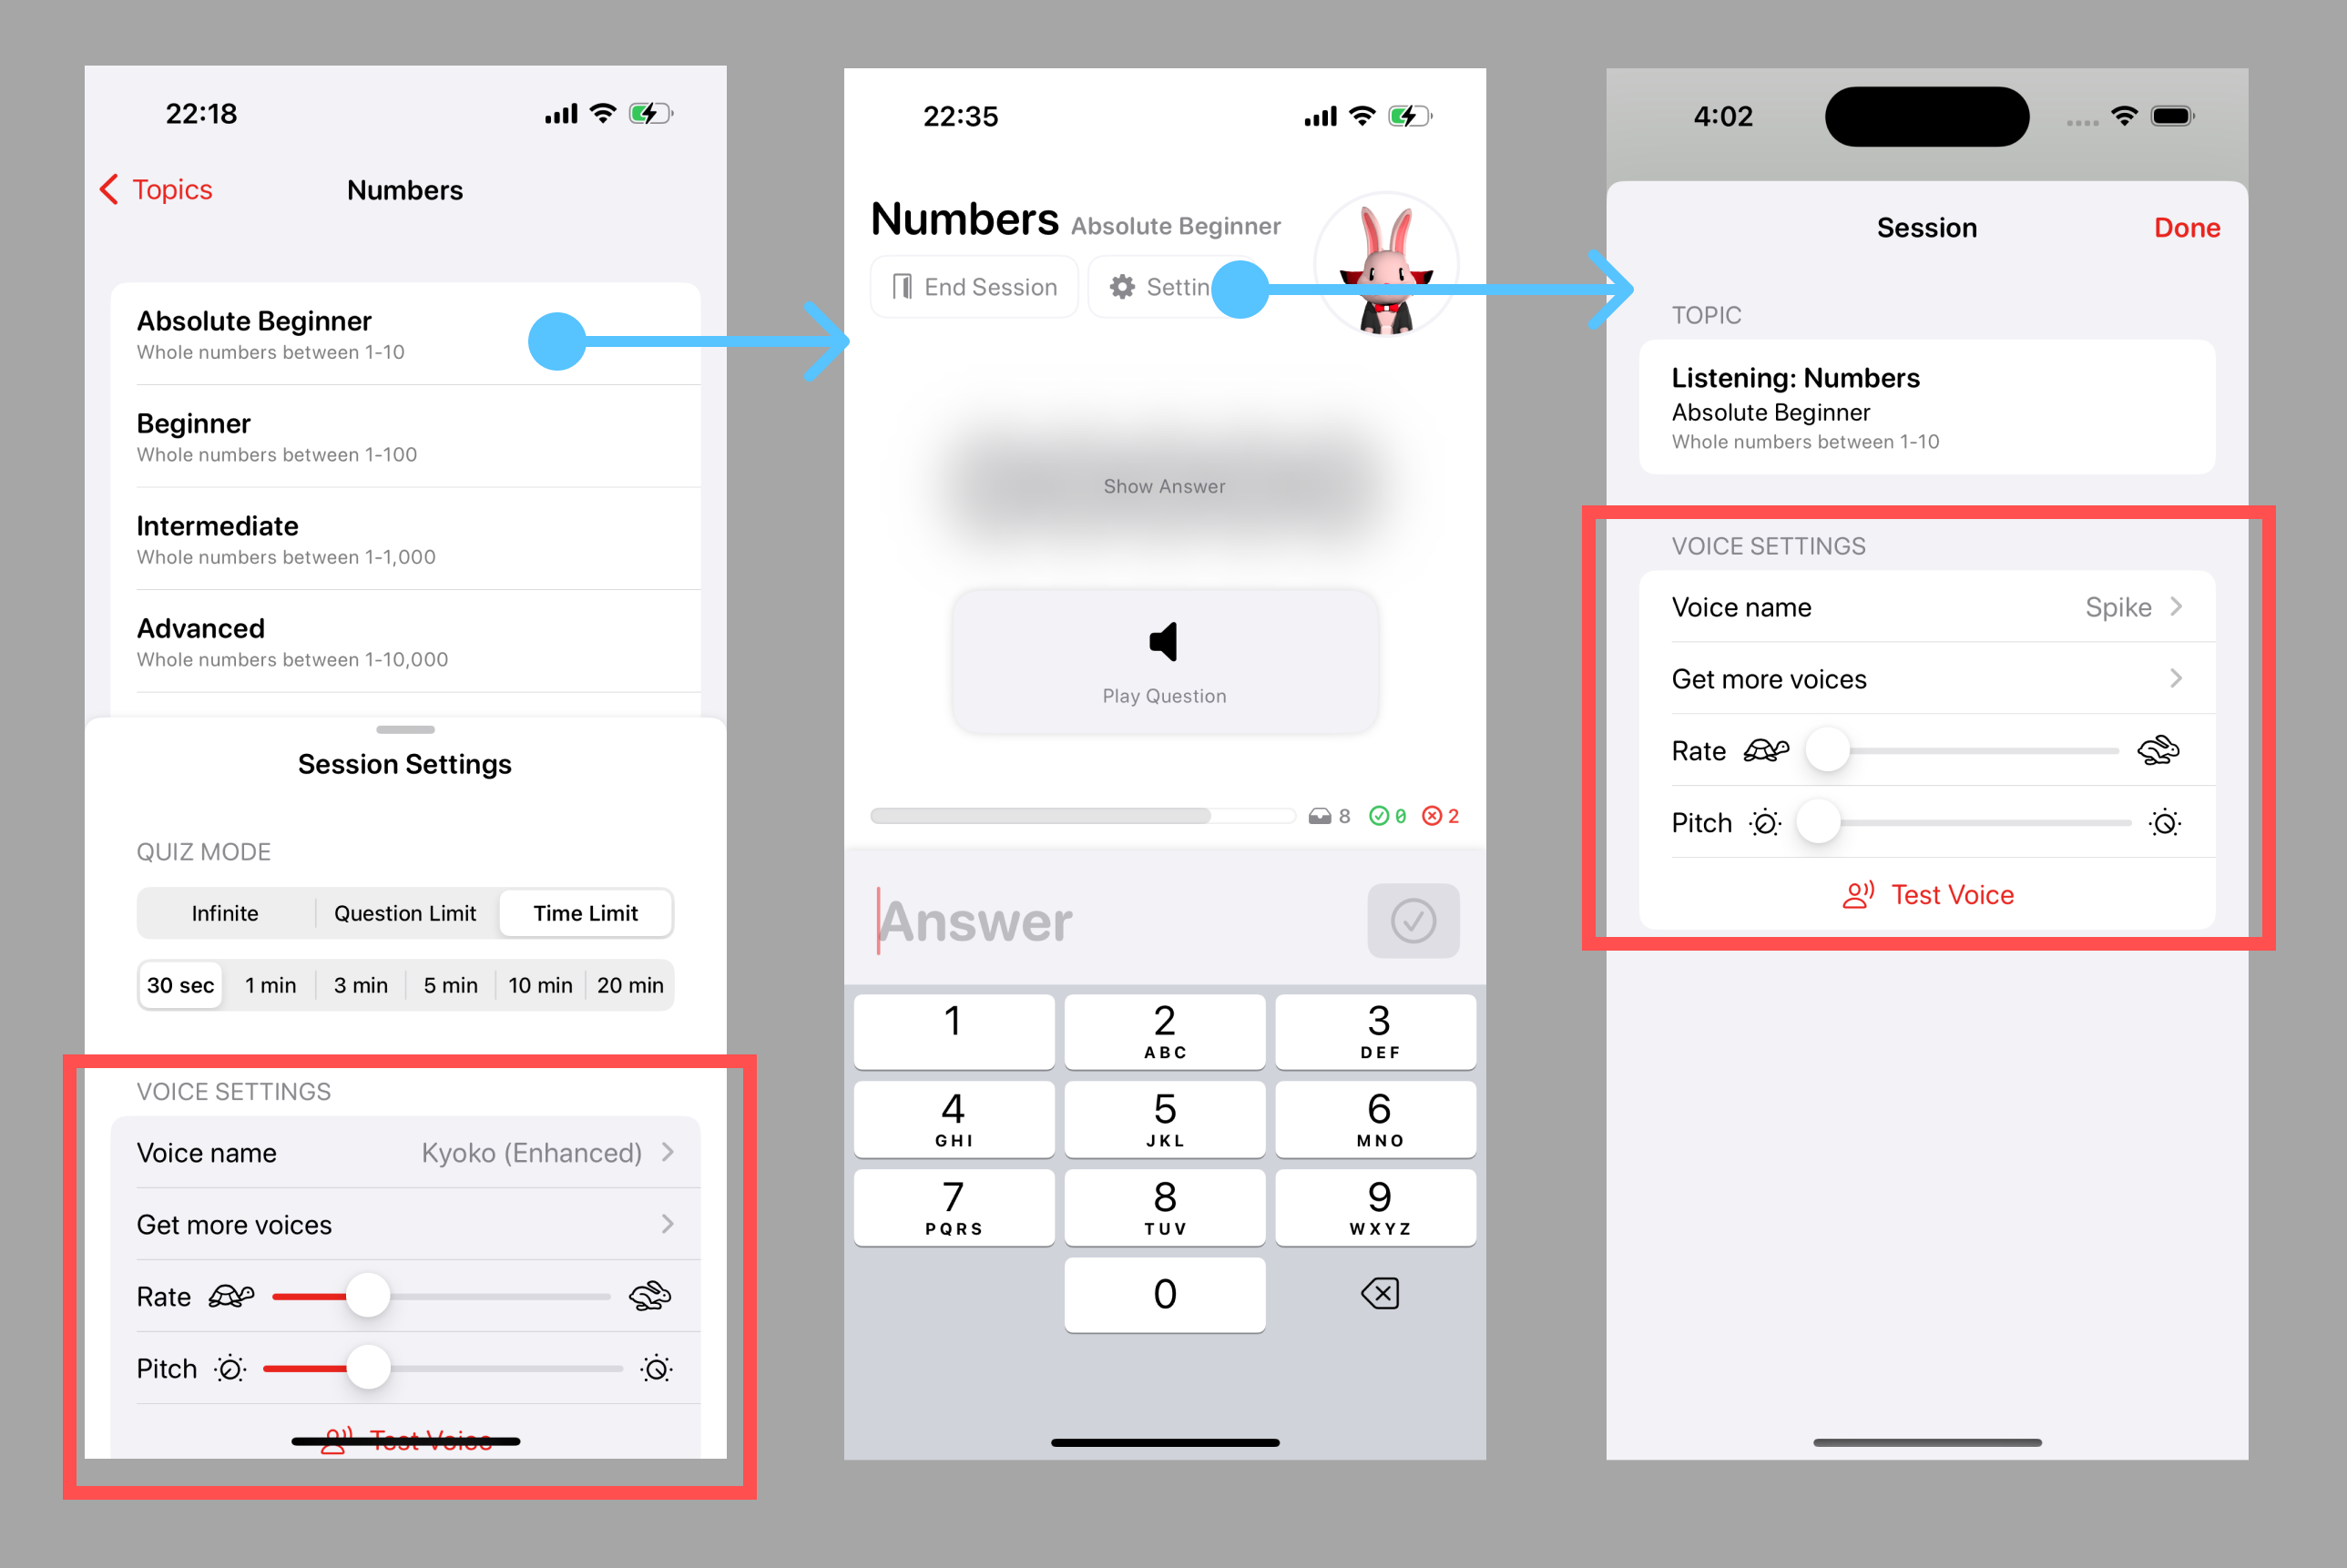 22:18
Topics
Numbers
Absolute Beginner
Whole numbers between 1-10
Beginner
Whole numbers between 1-100
Intermediate
Whole numbers between 1-1,000
Advanced
Whole numbers between 1-10,000
Session Settings
QUIZ MODE
Infinite Question Limit Time Limit
30 sec 1 min 3 min 5 min 10 min 20 min
VOICE SETTINGS
Voice name Kyoko (Enhanced)
Get more voices
Rate
Pitch
Test Voice
22:35
Numbers Absolute Beginner
End Session Settin
Show Answer
Play Question
8 0 2
Answer
1 2 3
ABC DEF
4 5 6
GHI JKL MNO
7 8 9
PQRS TUV WXYZ
0
4:02
Session Done
TOPIC
Listening: Numbers
Absolute Beginner
Whole numbers between 1-10
VOICE SETTINGS
Voice name Spike
Get more voices
Rate
Pitch
Test Voice